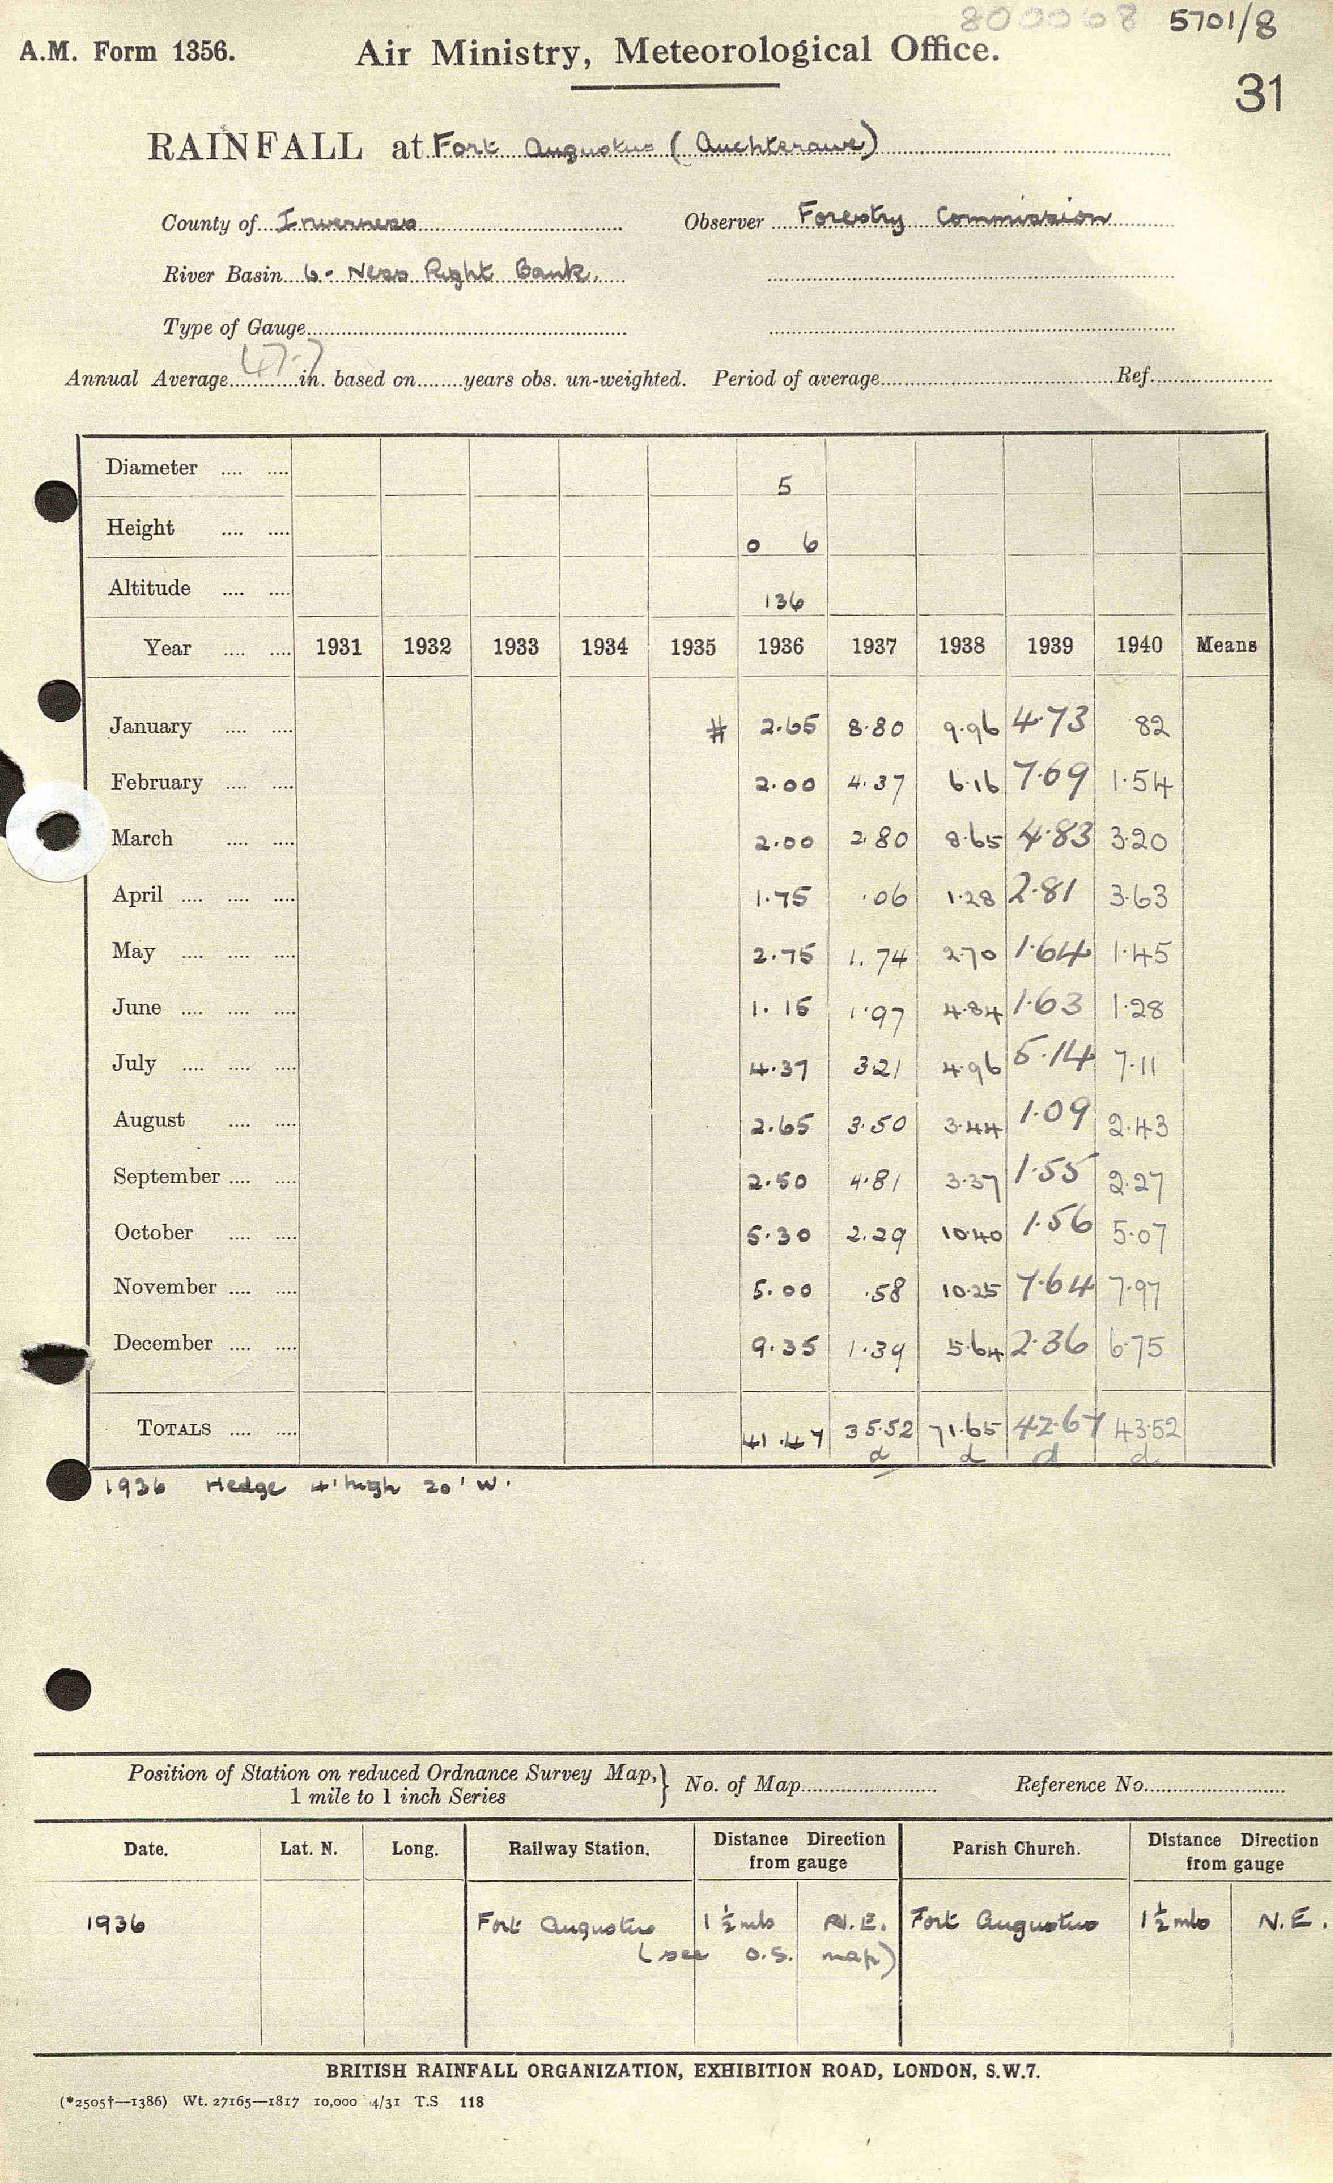 800068 5701/8
A.M. Form 1356. Air Ministry, Meteorological Office.
31
RAINFALL at Fort Augustus (Auchterawe)
County of Inverness Observer Forestry Commission
River Basin 6 - Ness Right Bank.
Type of Gauge
Annual Average 47.7 in. based on years obs. un-weighted. Period of average Ref.
Diameter 5
Height 0 6
Altitude 136
Year 1931 1932 1933 1934 1935 1936 1937 1938 1939 1940 Means
January # 2.65 8.80 9.96 4.73 .82
February 2.00 4.37 6.16 7.69 1.54
March 2.00 2.80 8.65 4.83 3.20
April 1.75 .06 1.28 2.81 3.63
May 2.75 1.74 2.70 1.64 1.45
June 1.15 1.97 4.84 1.63 1.28
July 4.37 3.21 4.96 5.14 7.11
August 2.65 3.50 3.44 1.09 2.43
September 2.50 4.81 3.37 1.55 2.27
October 5.30 2.29 10.40 1.56 5.07
November 5.00 .58 10.25 7.64 7.97
December 9.35 1.39 5.64 2.36 6.75
TOTALS 41.47 35.52 71.65 42.67 43.52
d d d d
1936 Hedge 4' high 20' W.
Position of Station on reduced Ordnance Survey Map, } No. of Map Reference No.
1 mile to 1 inch Series
Date. Lat. N. Long. Railway Station. Distance Direction from gauge Parish Church. Distance Direction from gauge
1936 Fort Augustus 1½ mls N.E. Fort Augustus 1½ mls N.E.
(see O.S. map)
BRITISH RAINFALL ORGANIZATION, EXHIBITION ROAD, LONDON, S.W.7.
(*2505†—1386) Wt. 27165—1817 10,000 4/31 T.S 118